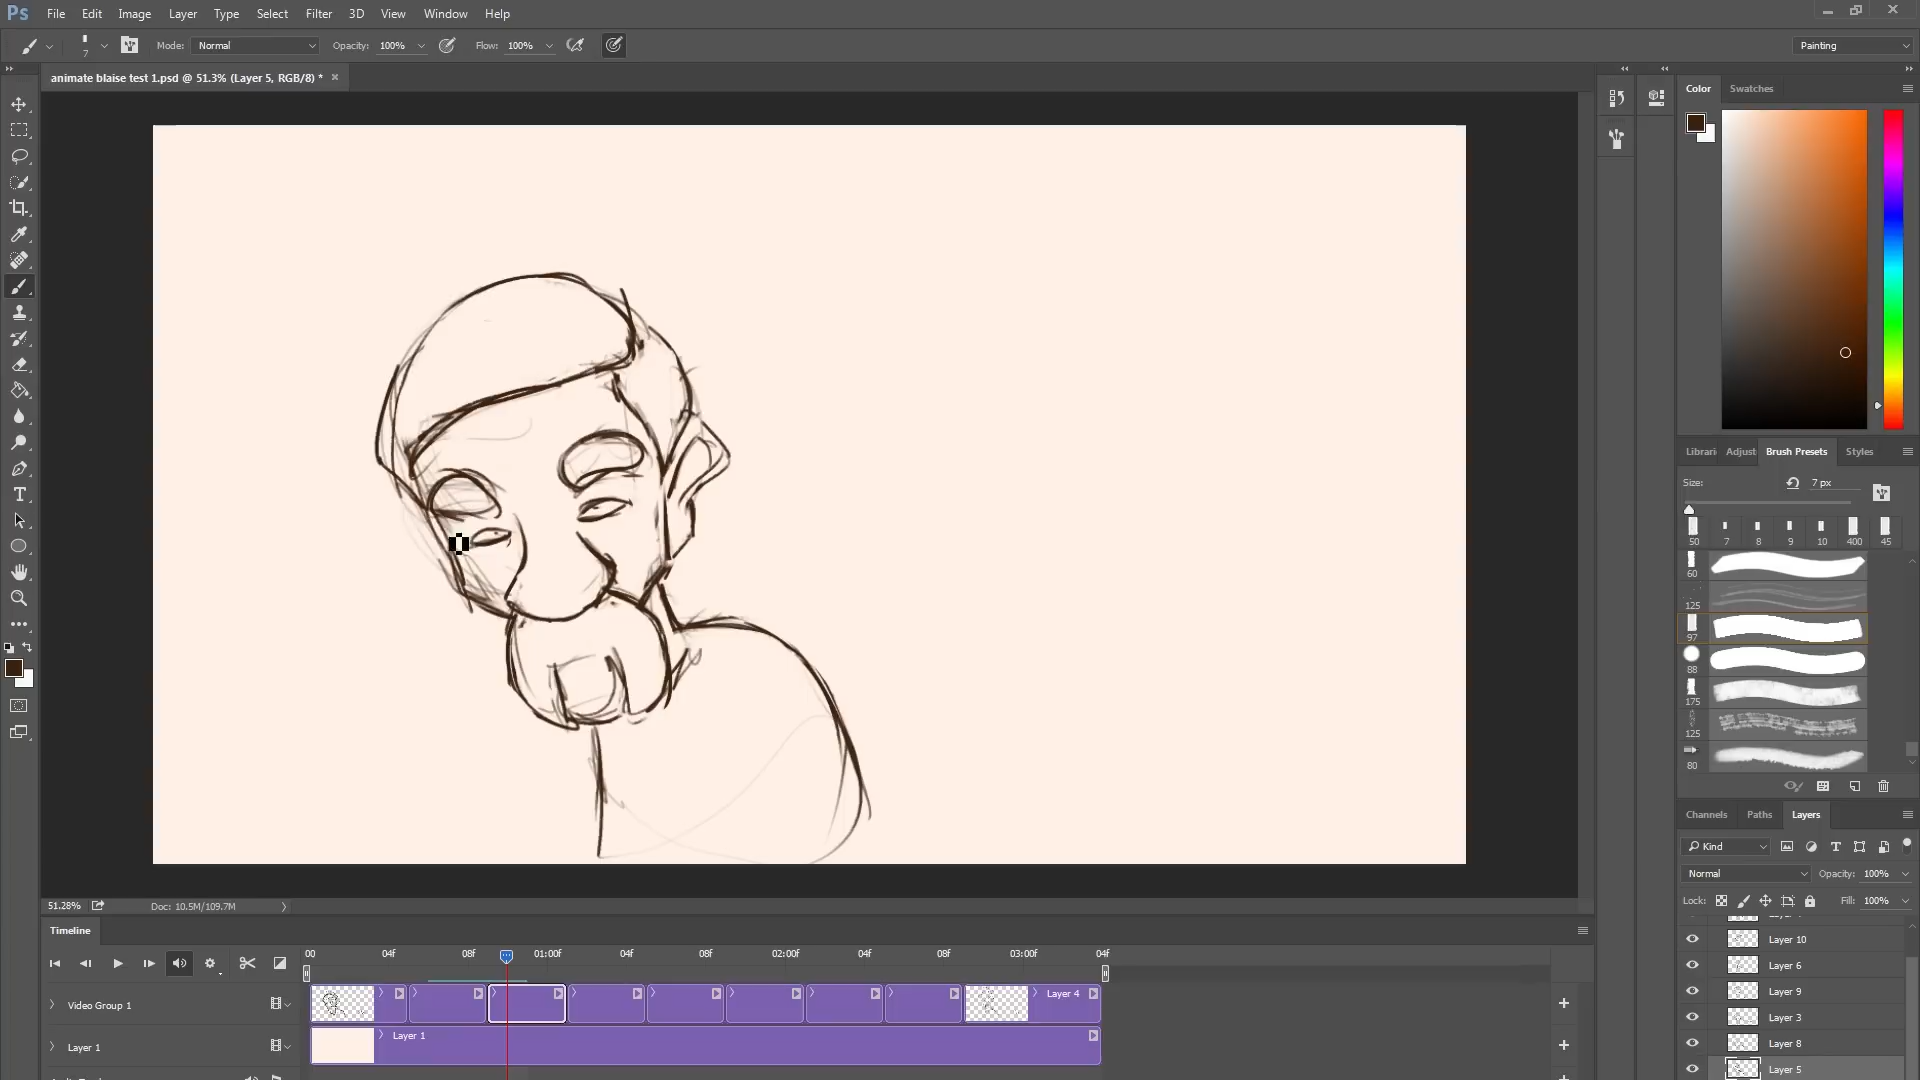 Ps File Edit Image Layer Type Select Filter 3D View Window Help
7 Mode: Normal Opacity: 100% Flow: 100% Painting
animate blaise test 1.psd @ 51.3% (Layer 5, RGB/8) * ×
Color Swatches
Librari Adjust Brush Presets Styles
Size: 7 px
50 7 8 9 10 400 45
60
125
97
88
175
125
80
Channels Paths Layers
Kind
Normal Opacity: 100%
Lock: Fill: 100%
Layer 10
Layer 6
Layer 9
Layer 3
Layer 8
Layer 5
51.28% Doc: 10.5M/109.7M
Timeline
00 04f 08f 01:00f 04f 08f 02:00f 04f 08f 03:00f 04f
Video Group 1 Layer 4
Layer 1 Layer 1